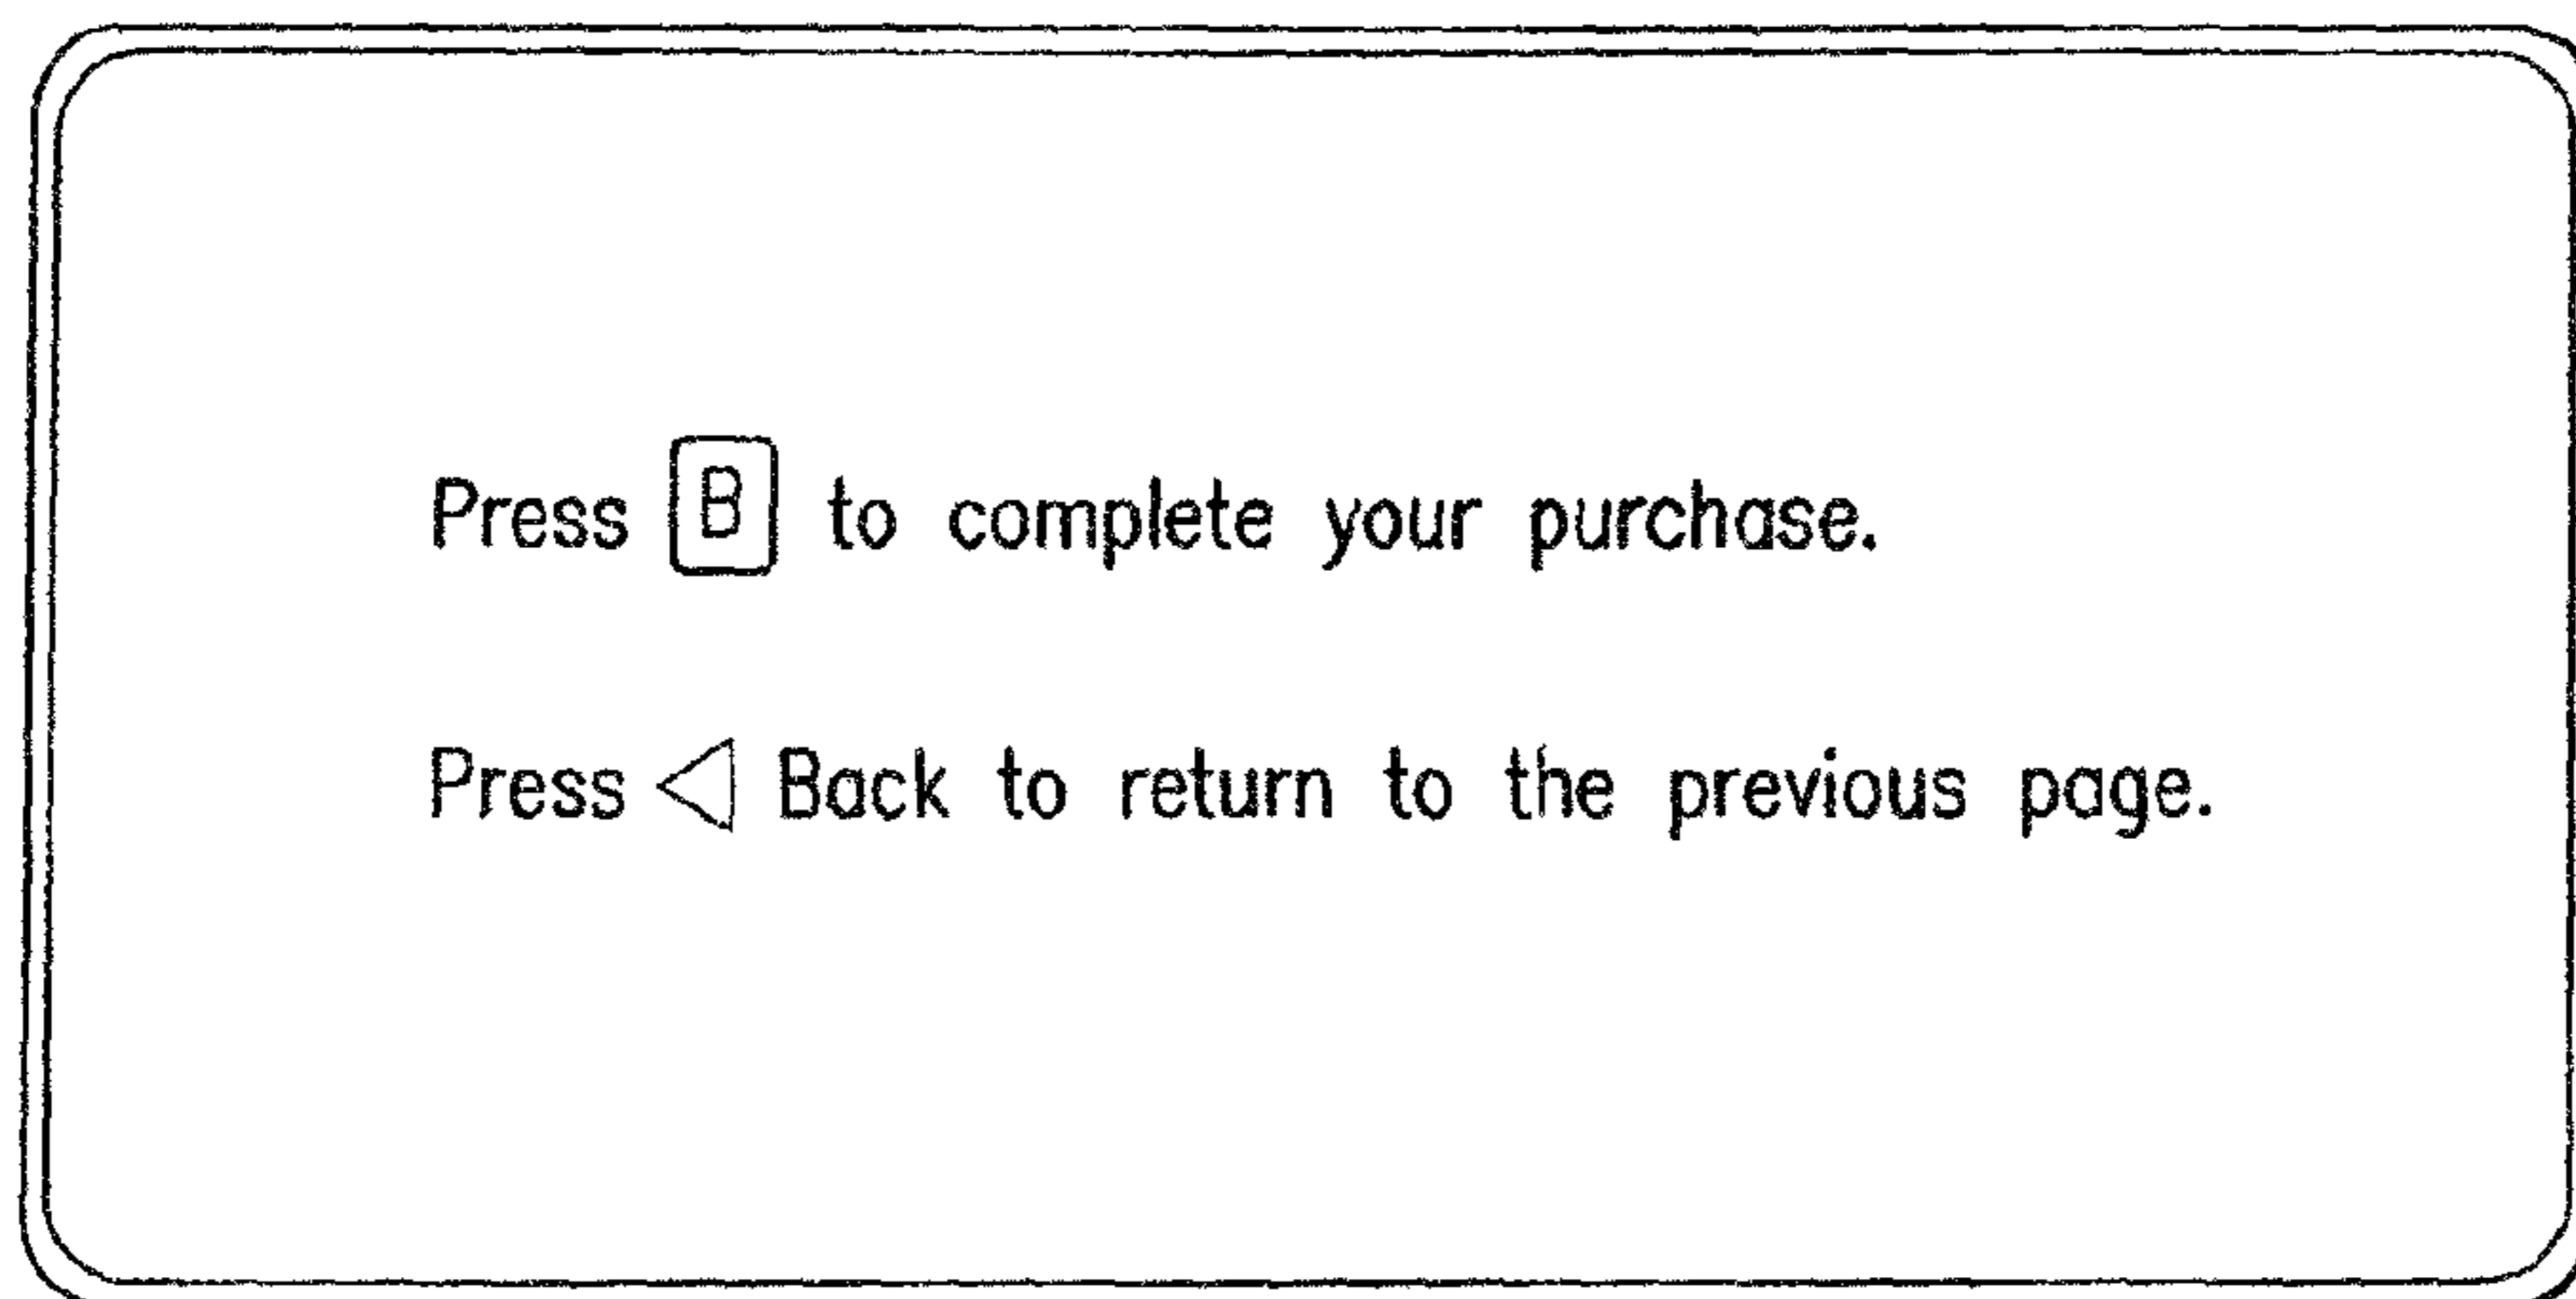 Press B to complete your purchase.
Press ◁ Back to return to the previous page.